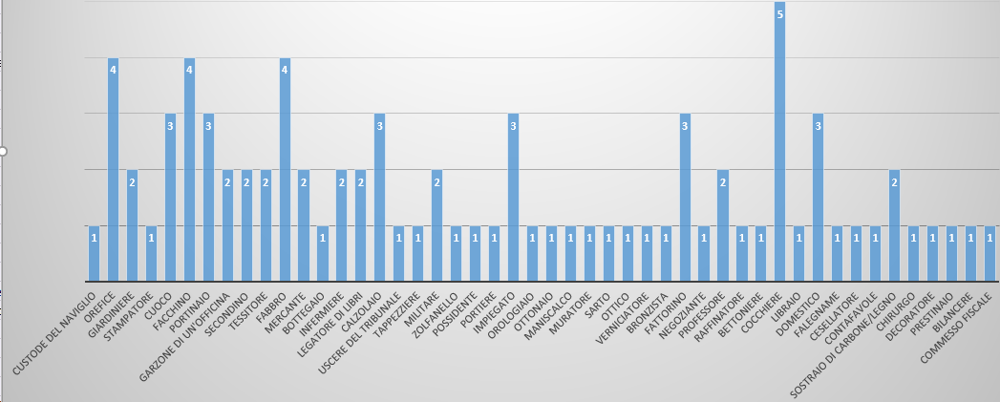 5
4 4 4
3 3 3 3 3 3
2 2 2 2 2 2 2 2 2 2
1 1 1 1 1 1 1 1 1 1 1 1 1 1 1 1 1 1 1 1 1 1 1 1 1 1 1 1
CUSTODE DEL NAVIGLIO
OREFICE
GIARDINIERE
STAMPATORE
CUOCO
FACCHINO
PORTINAIO
GARZONE DI UN'OFFICINA
SECONDINO
TESSITORE
FABBRO
MERCANTE
BOTTEGAIO
INFERMIERE
LEGATORE DI LIBRI
CALZOLAIO
USCERE DEL TRIBUNALE
TAPPEZZIERE
MILITARE
ZOLFANELLO
POSSIDENTE
PORTIERE
IMPIEGATO
OROLOGIAIO
OTTONAIO
MANISCALCO
MURATORE
SARTO
OTTICO
VERNICIATORE
BRONZISTA
FATTORINO
NEGOZIANTE
PROFESSORE
RAFFINATORE
BETTONIERE
COCCHIERE
LIBRAIO
DOMESTICO
FALEGNAME
CESELLATORE
CONTAFAVOLE
SOSTRAIO DI CARBONE/LEGNO
CHIRURGO
DECORATORE
PRESTINAIO
BILANCERE
COMMESSO FISCALE